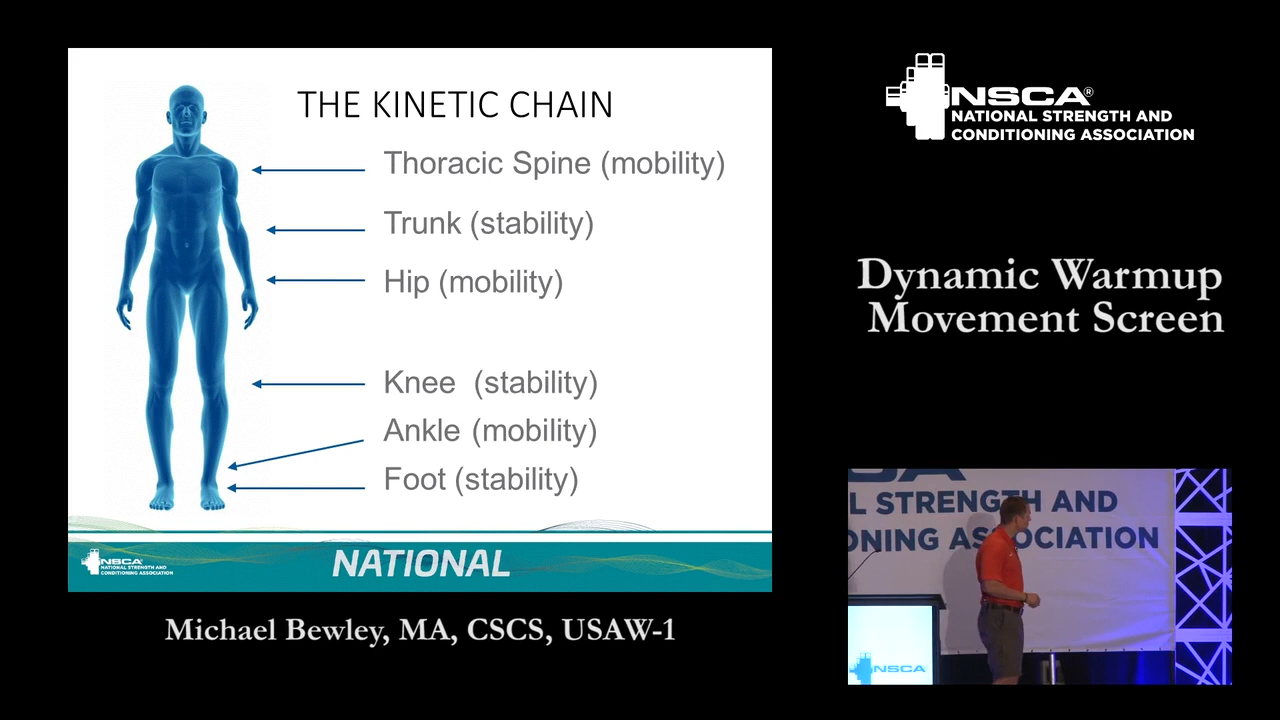 THE KINETIC CHAIN
Thoracic Spine (mobility)
Trunk (stability)
Hip (mobility)
Knee (stability)
Ankle (mobility)
Foot (stability)
NSCA
NATIONAL STRENGTH AND
CONDITIONING ASSOCIATION
NATIONAL
Michael Bewley, MA, CSCS, USAW-1
NSCA®
NATIONAL STRENGTH AND
CONDITIONING ASSOCIATION
Dynamic Warmup
Movement Screen
L STRENGTH AND
ONING ASSOCIATION
NSCA